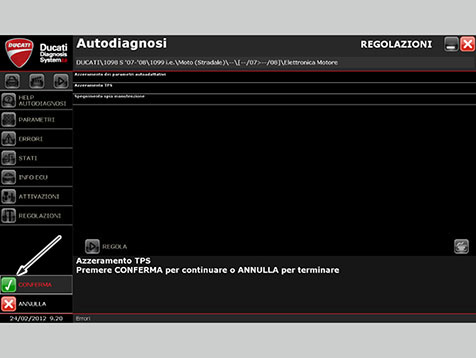 DUCATI
Ducati
Diagnosis
System
Autodiagnosi
REGOLAZIONI
DUCATI\1098 S '07-'08\1099 i.e.\Moto (Stradale)\--\[--/07>--/08]\Elettronica Motore
Azzeramento dei parametri autoadattativi
Azzeramento TPS
Spegnimento spia manutenzione
HELP
AUTODIAGNOSI
PARAMETRI
ERRORI
STATI
INFO ECU
ATTIVAZIONI
REGOLAZIONI
REGOLA
Azzeramento TPS
Premere CONFERMA per continuare o ANNULLA per terminare
CONFERMA
ANNULLA
24/02/2012 9.20
Errori